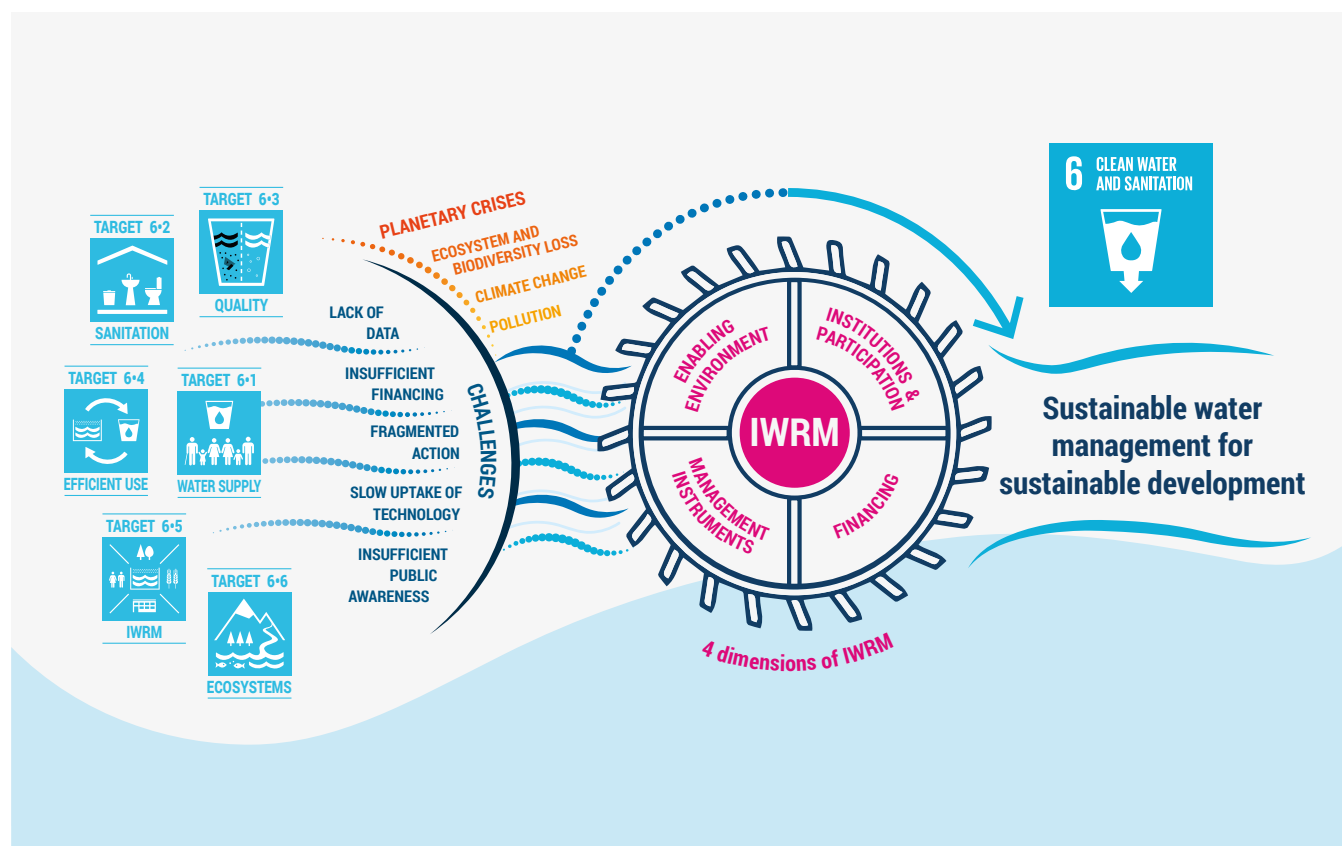 TARGET 6•3
QUALITY
TARGET 6•2
SANITATION
TARGET 6•4
EFFICIENT USE
TARGET 6•1
WATER SUPPLY
TARGET 6•5
IWRM
TARGET 6•6
ECOSYSTEMS
PLANETARY CRISES
ECOSYSTEM AND
BIODIVERSITY LOSS
CLIMATE CHANGE
POLLUTION
LACK OF
DATA
INSUFFICIENT
FINANCING
FRAGMENTED
ACTION
SLOW UPTAKE OF
TECHNOLOGY
INSUFFICIENT
PUBLIC
AWARENESS
CHALLENGES
ENABLING
ENVIRONMENT
INSTITUTIONS &
PARTICIPATION
IWRM
MANAGEMENT
INSTRUMENTS
FINANCING
4 dimensions of IWRM
6 CLEAN WATER
AND SANITATION
Sustainable water
management for
sustainable development